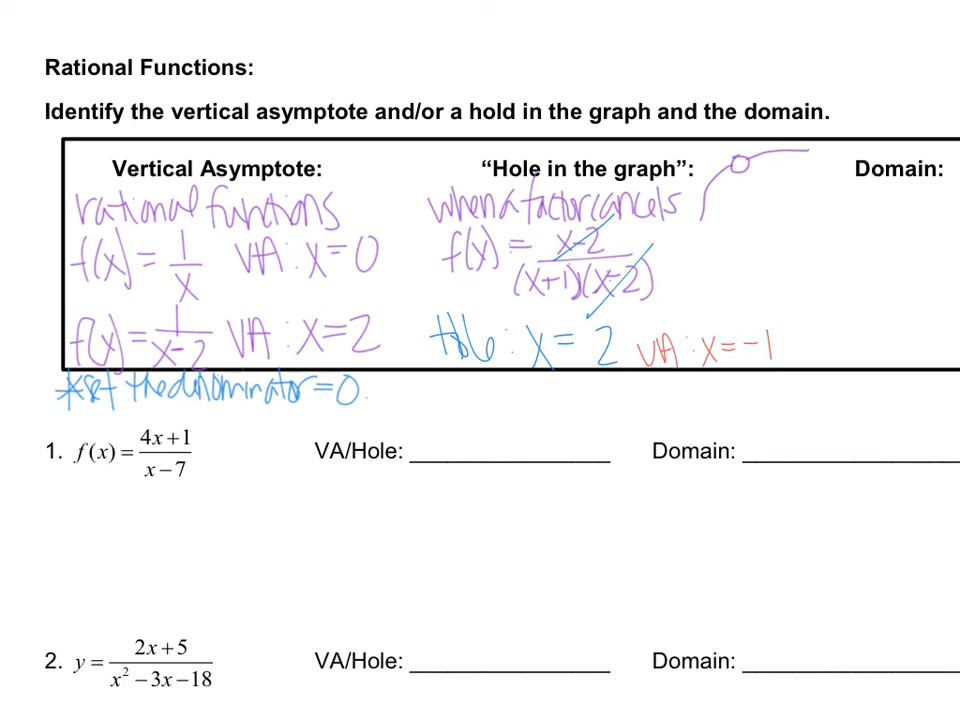 Rational Functions:
Identify the vertical asymptote and/or a hold in the graph and the domain.
Vertical Asymptote: “Hole in the graph”: Domain:
rational functions when a factor cancels
f(x) = 1/x VA : x = 0 f(x) = x-2/(x+1)(x-2)
f(x) = 1/x-2 VA : x = 2 Hole : x = 2 VA : x = -1
*set the denominator = 0.
1. f(x) = 4x+1/x−7 VA/Hole: ________________ Domain: ________________
2. y = 2x+5/x²−3x−18 VA/Hole: ________________ Domain: ________________